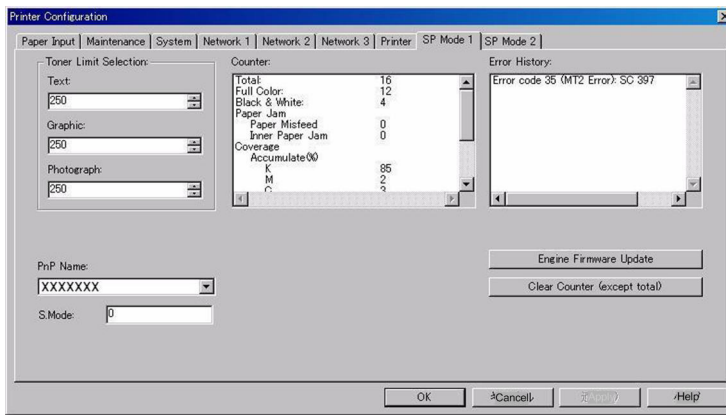 Printer Configuration
Paper Input Maintenance System Network 1 Network 2 Network 3 Printer SP Mode 1 SP Mode 2
Toner Limit Selection:
Text:
250
Graphic:
250
Photograph:
250
Counter:
Total: 16
Full Color: 12
Black & White: 4
Paper Jam
Paper Misfeed 0
Inner Paper Jam 0
Coverage
Accumulate(%)
K 85
M 2
C 3
Error History:
Error code 35 (MT2 Error): SC 397
PnP Name:
XXXXXXX
S.Mode: 0
Engine Firmware Update
Clear Counter (except total)
OK Cancel Help